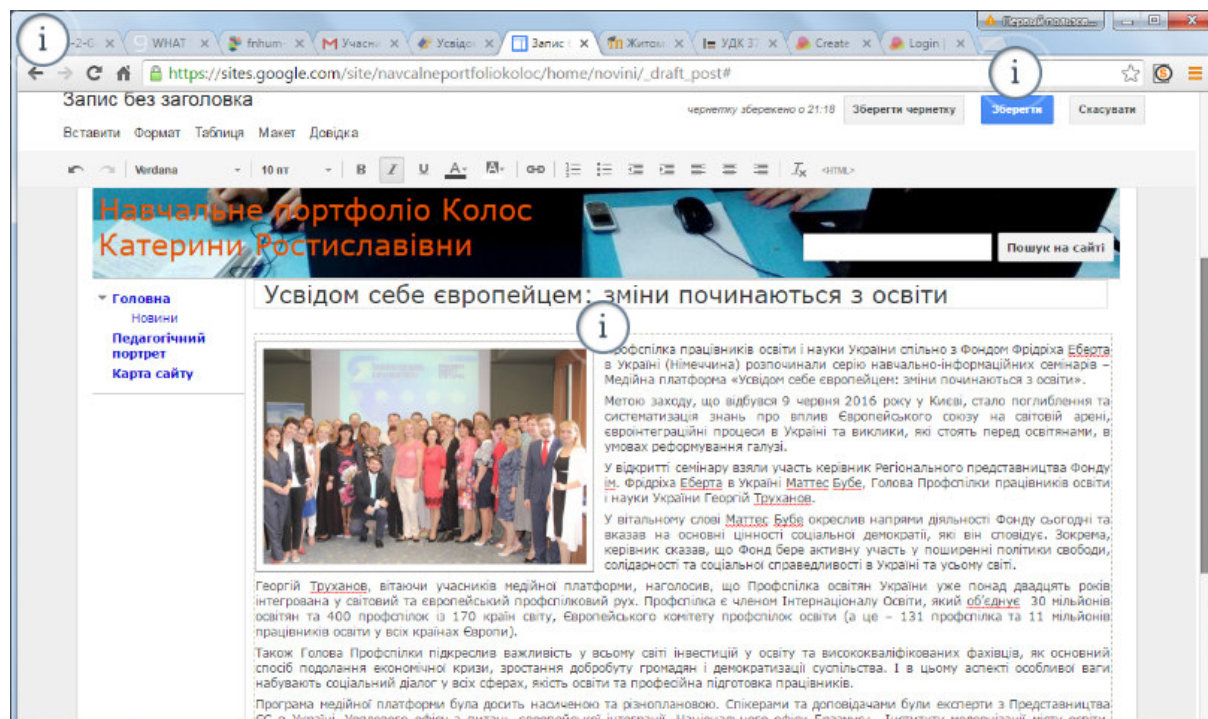 Первый пользов...
-2-G
WHAT
fnhum-
Учасни
Усвідо
Запис
Житом
УДК 37
Create
Login |
https://sites.google.com/site/navcalneportfoliokoloc/home/novini/_draft_post#
Запис без заголовка
чернетку збережено о 21:18
Зберегти чернетку
Зберегти
Скасувати
Вставити Формат Таблиця Макет Довідка
Verdana 10 пт B I U A A <HTML>
Навчальне портфоліо Колос
Катерини Ростиславівни
Пошук на сайті
Головна
Новини
Педагогічний
портрет
Карта сайту
Усвідом себе європейцем: зміни починаються з освіти
Профспілка працівників освіти і науки України спільно з Фондом Фрідріха Еберта
в Україні (Німеччина) розпочинали серію навчально-інформаційних семінарів –
Медійна платформа «Усвідом себе європейцем: зміни починаються з освіти».
Метою заходу, що відбувся 9 червня 2016 року у Києві, стало поглиблення та
систематизація знань про вплив Європейського союзу на світовій арені,
євроінтеграційні процеси в Україні та виклики, які стоять перед освітянами, в
умовах реформування галузі.
У відкритті семінару взяли участь керівник Регіонального представництва Фонду
ім. Фрідріха Еберта в Україні Маттес Бубе, Голова Профспілки працівників освіти
і науки України Георгій Труханов.
У вітальному слові Маттес Бубе окреслив напрями діяльності Фонду сьогодні та
вказав на основні цінності соціальної демократії, які він сповідує. Зокрема,
керівник сказав, що Фонд бере активну участь у поширенні політики свободи,
солідарності та соціальної справедливості в Україні та усьому світі.
Георгій Труханов, вітаючи учасників медійної платформи, наголосив, що Профспілка освітян України уже понад двадцять років
інтегрована у світовий та європейський профспілковий рух. Профспілка є членом Інтернаціоналу Освіти, який об'єднує 30 мільйонів
освітян та 400 профспілок із 170 країн світу, Європейського комітету профспілок освіти (а це – 131 профспілка та 11 мільйонів
працівників освіти у всіх країнах Європи).
Також Голова Профспілки підкреслив важливість у всьому світі інвестицій у освіту та висококваліфікованих фахівців, як основний
спосіб подолання економічної кризи, зростання добробуту громадян і демократизації суспільства. І в цьому аспекті особливої ваги
набувають соціальний діалог у всіх сферах, якість освіти та професійна підготовка працівників.
Програма медійної платформи була досить насиченою та різноплановою. Спікерами та доповідачами були експерти з Представництва